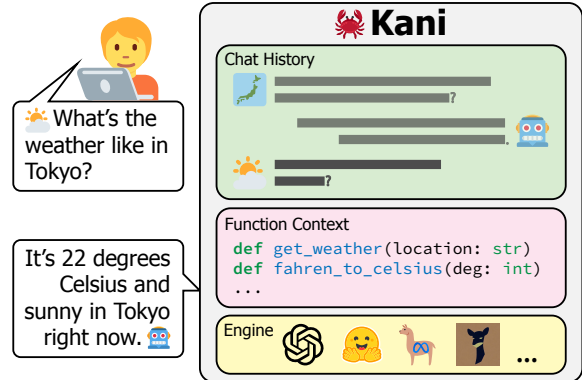 Kani
What's the
weather like in
Tokyo?
Chat History
?
.
?
Function Context
def get_weather(location: str)
def fahren_to_celsius(deg: int)
...
It's 22 degrees
Celsius and
sunny in Tokyo
right now.
Engine
...